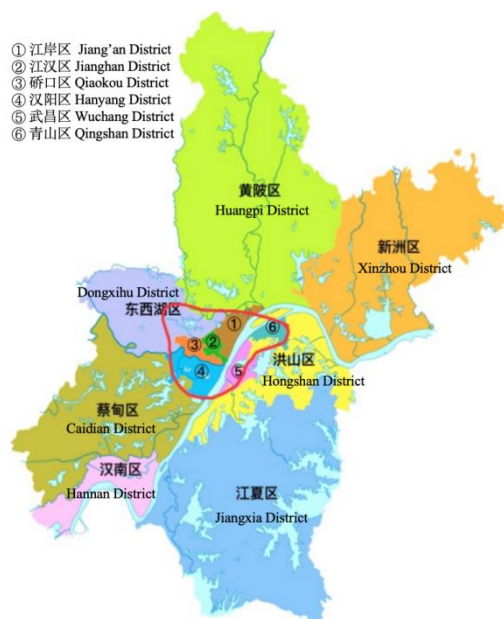 ① 江岸区 Jiang'an District
② 江汉区 Jianghan District
③ 硚口区 Qiaokou District
④ 汉阳区 Hanyang District
⑤ 武昌区 Wuchang District
⑥ 青山区 Qingshan District
黄陂区
Huangpi District
新洲区
Xinzhou District
Dongxihu District
东西湖区
①
⑥
③
②
④
⑤
洪山区
Hongshan District
蔡甸区
Caidian District
汉南区
Hannan District
江夏区
Jiangxia District